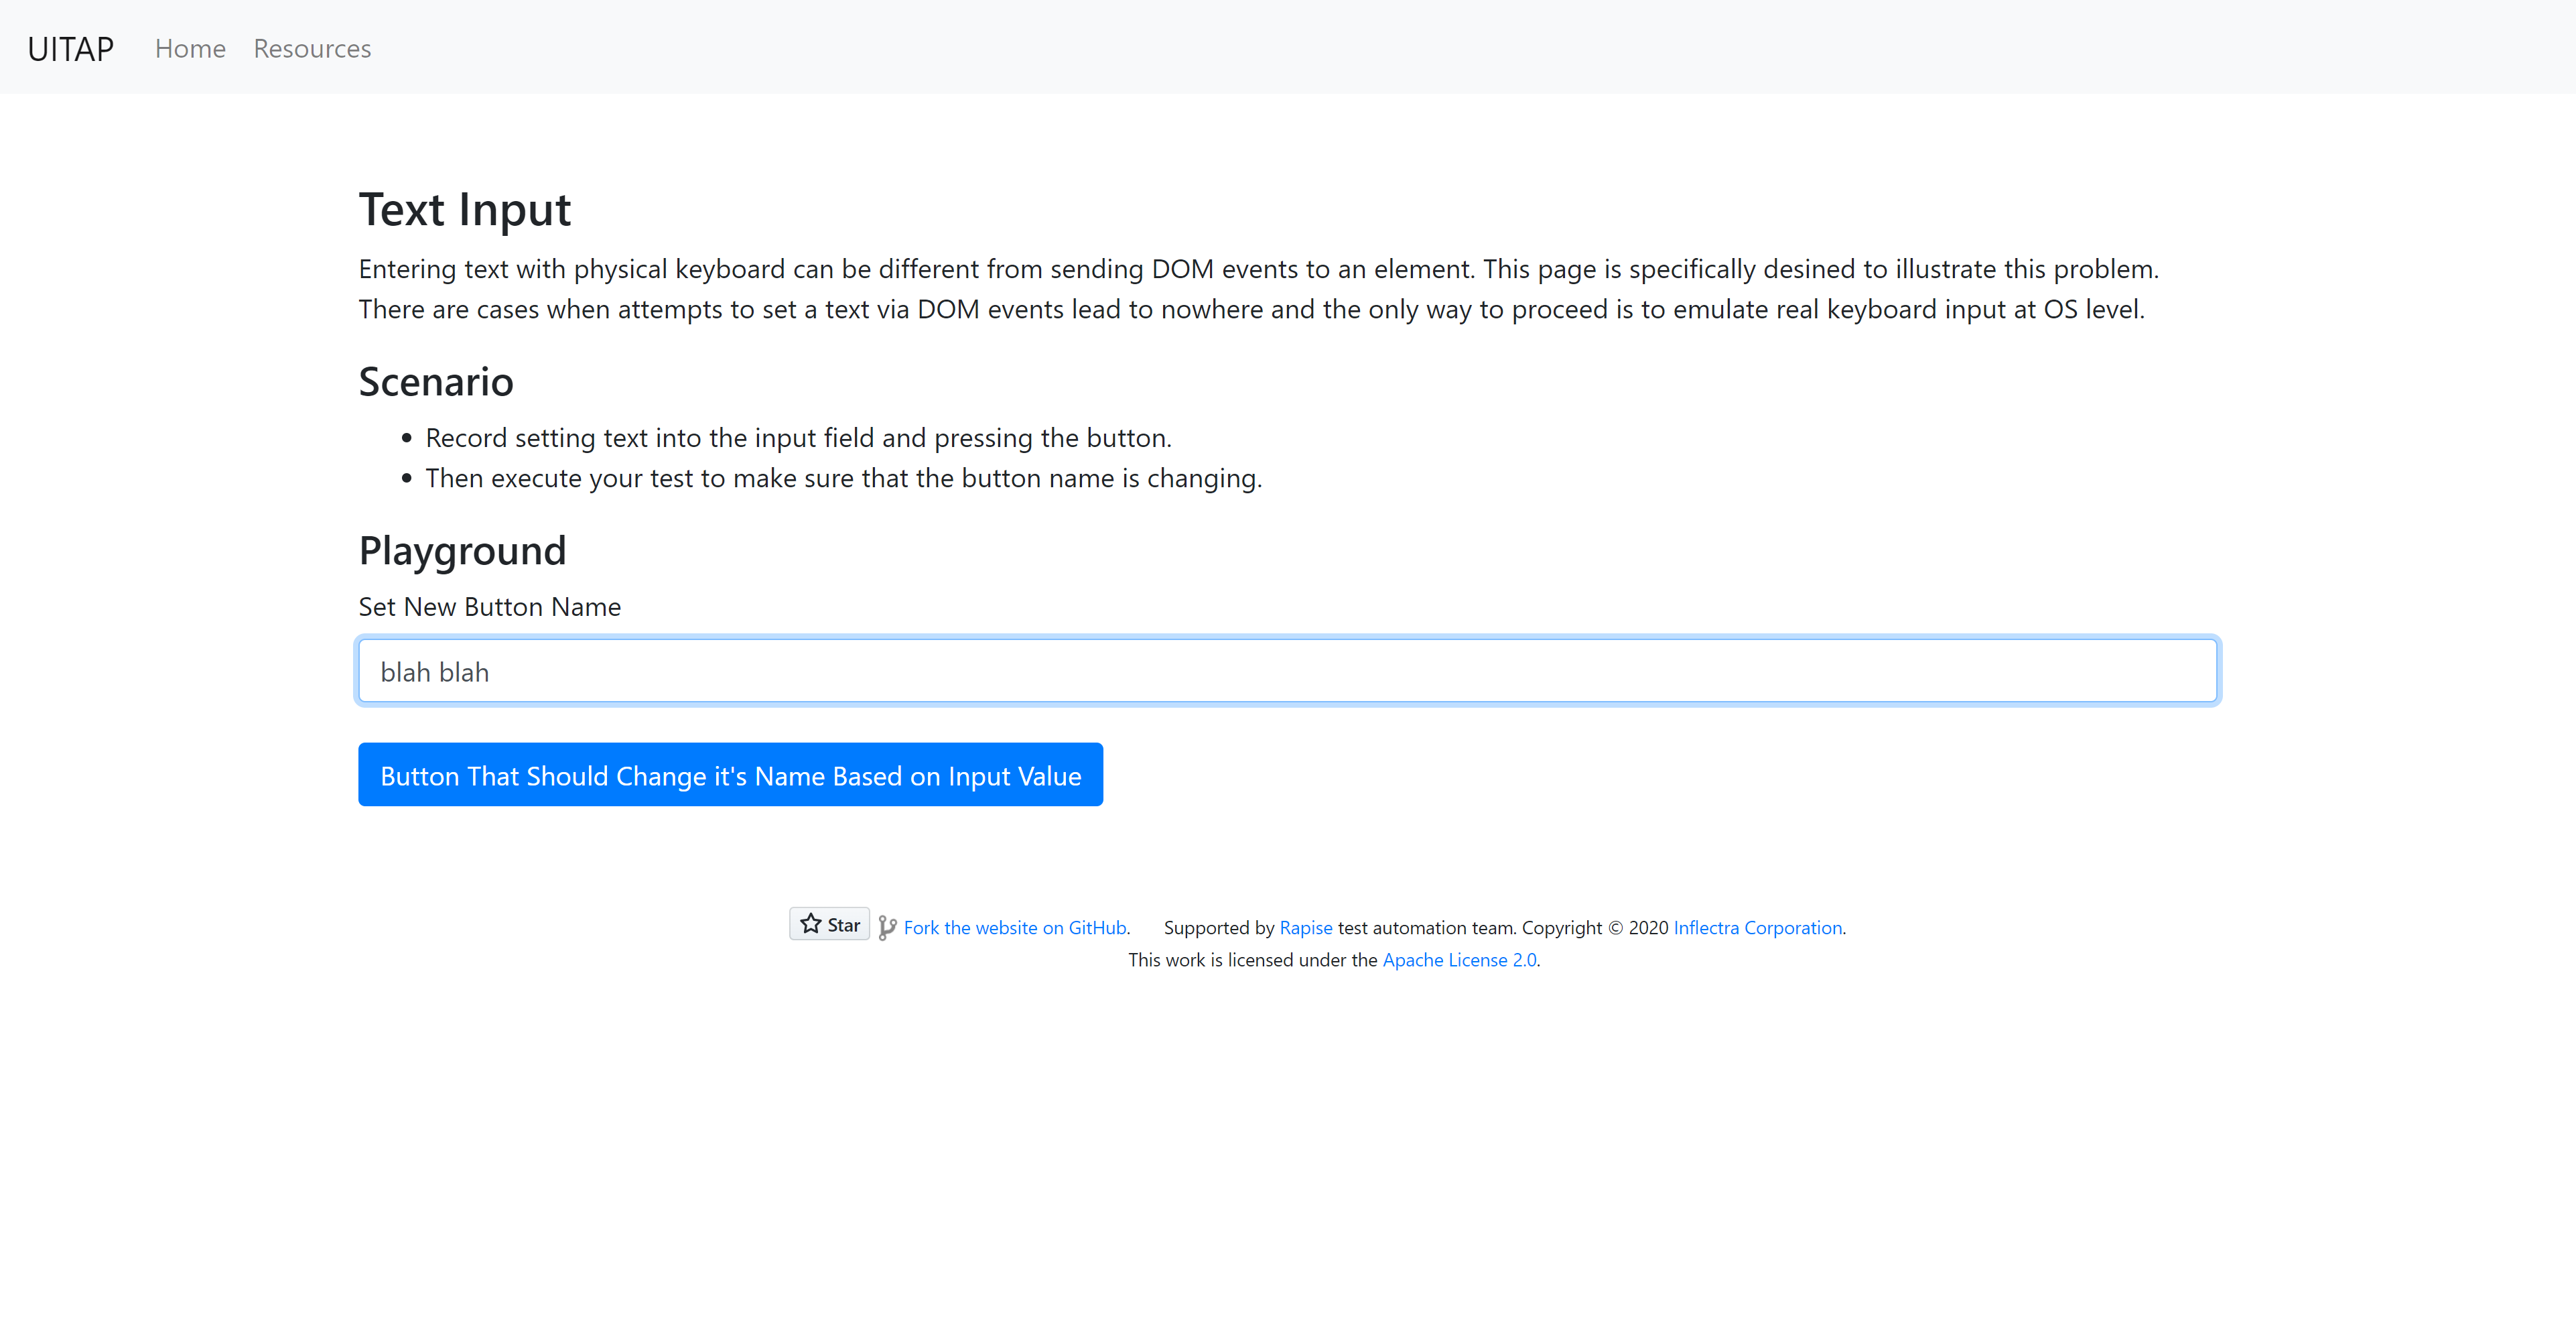 UITAP Home Resources
Text Input
Entering text with physical keyboard can be different from sending DOM events to an element. This page is specifically desined to illustrate this problem.
There are cases when attempts to set a text via DOM events lead to nowhere and the only way to proceed is to emulate real keyboard input at OS level.
Scenario
Record setting text into the input field and pressing the button.
Then execute your test to make sure that the button name is changing.
Playground
Set New Button Name
blah blah
Button That Should Change it's Name Based on Input Value
Star Fork the website on GitHub. Supported by Rapise test automation team. Copyright © 2020 Inflectra Corporation.
This work is licensed under the Apache License 2.0.